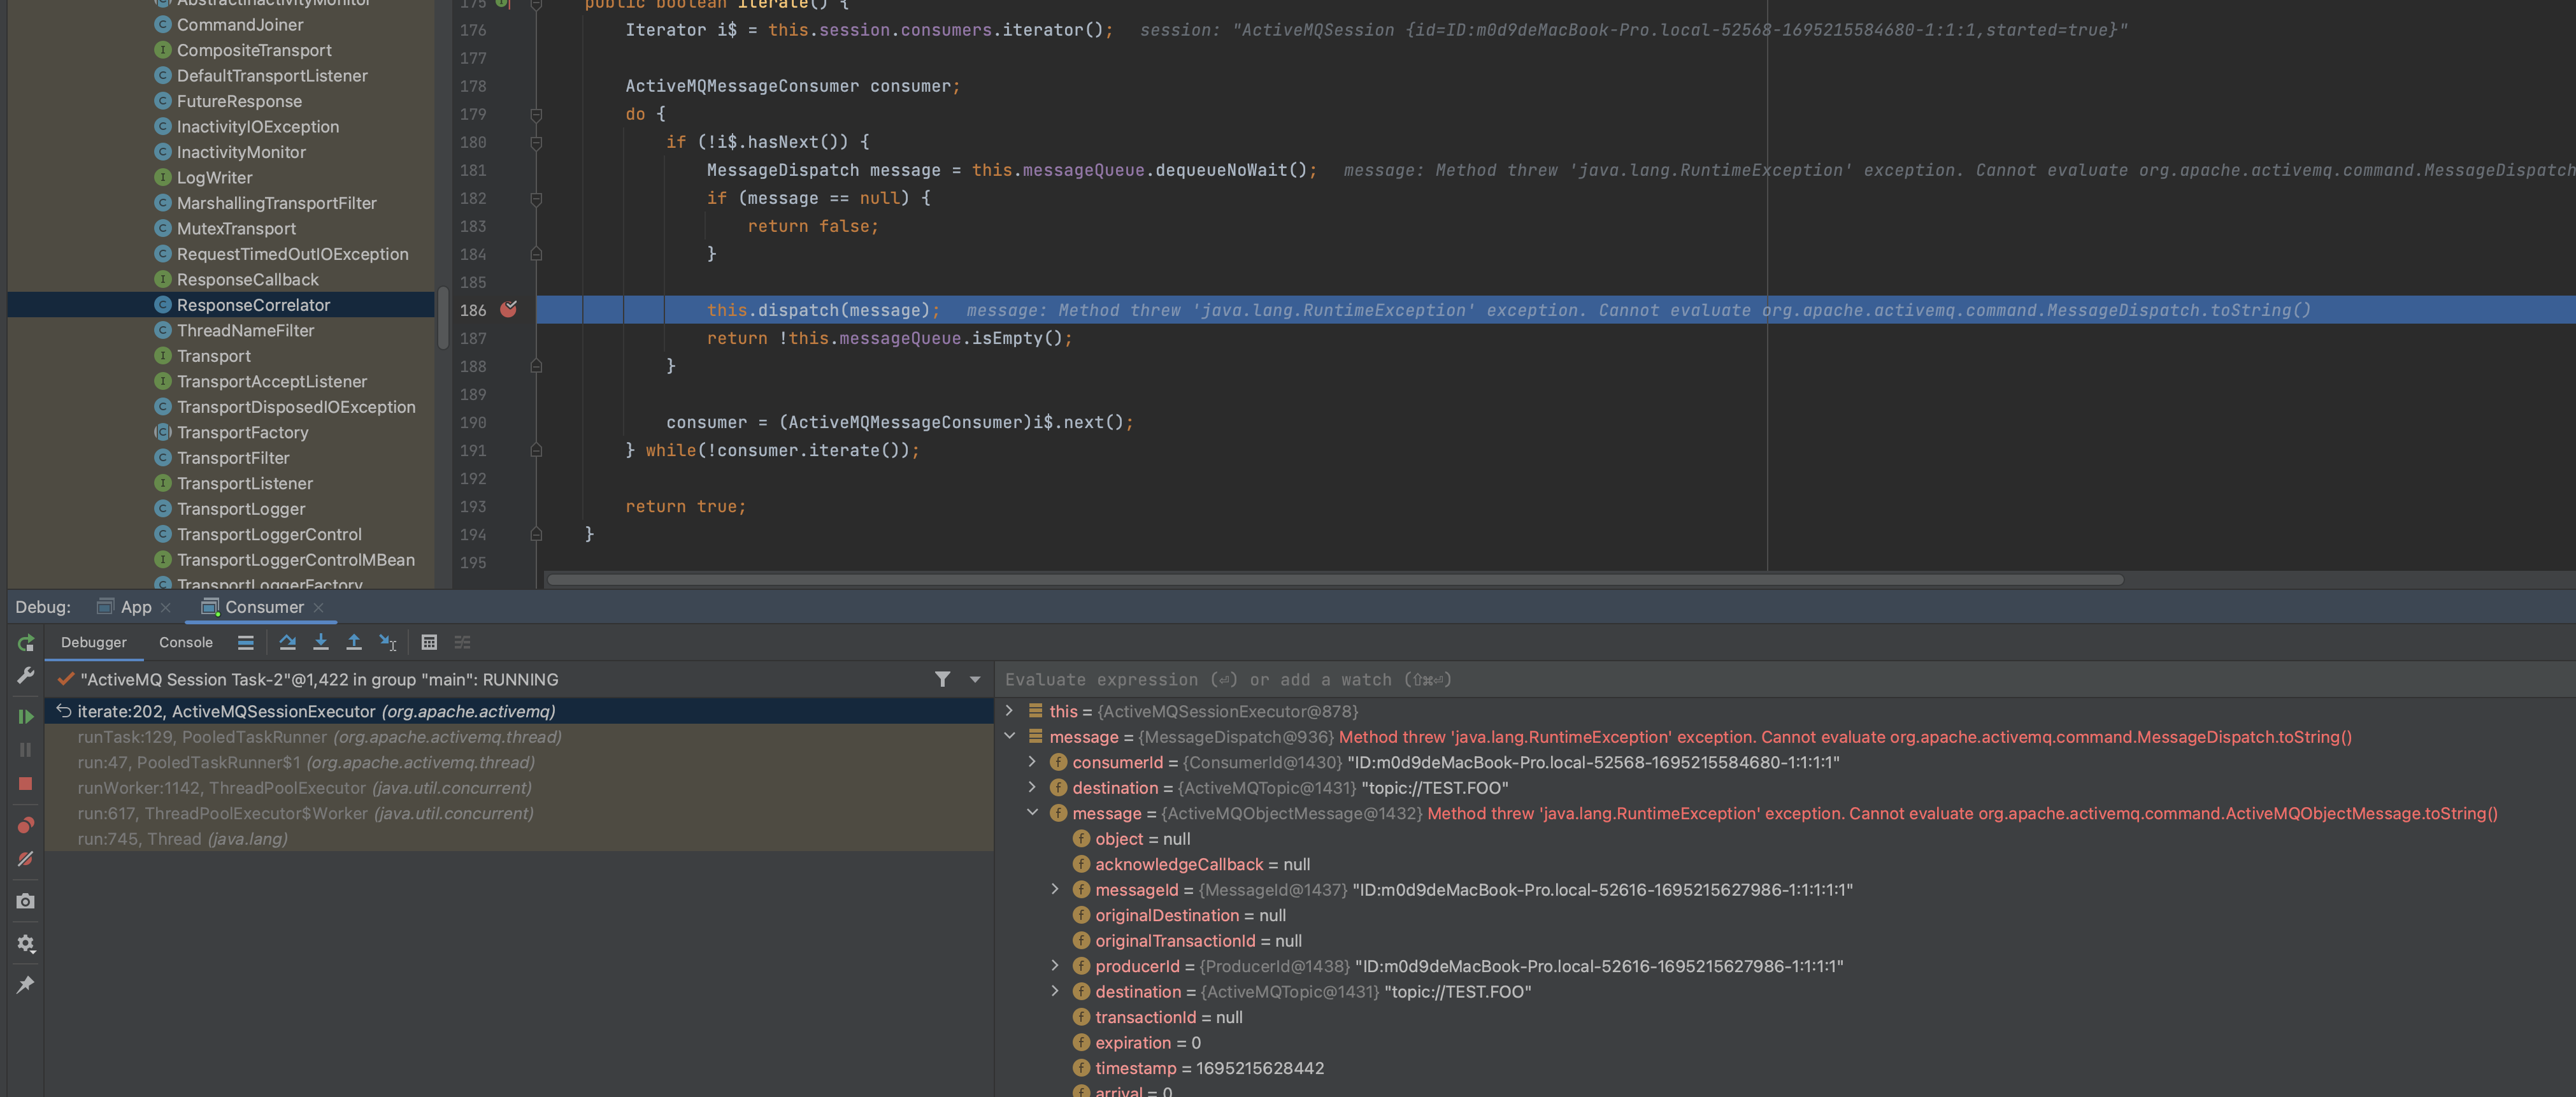 AbstractInactivityMonitor
CommandJoiner
CompositeTransport
DefaultTransportListener
FutureResponse
InactivityIOException
InactivityMonitor
LogWriter
MarshallingTransportFilter
MutexTransport
RequestTimedOutIOException
ResponseCallback
ResponseCorrelator
ThreadNameFilter
Transport
TransportAcceptListener
TransportDisposedIOException
TransportFactory
TransportFilter
TransportListener
TransportLogger
TransportLoggerControl
TransportLoggerControlMBean
TransportLoggerFactory
175 public boolean iterate() {
176 Iterator i$ = this.session.consumers.iterator(); session: "ActiveMQSession {id=ID:m0d9deMacBook-Pro.local-52568-1695215584680-1:1:1,started=true}"
177
178 ActiveMQMessageConsumer consumer;
179 do {
180 if (!i$.hasNext()) {
181 MessageDispatch message = this.messageQueue.dequeueNoWait(); message: Method threw 'java.lang.RuntimeException' exception. Cannot evaluate org.apache.activemq.command.MessageDispatch
182 if (message == null) {
183 return false;
184 }
185
186 this.dispatch(message); message: Method threw 'java.lang.RuntimeException' exception. Cannot evaluate org.apache.activemq.command.MessageDispatch.toString()
187 return !this.messageQueue.isEmpty();
188 }
189
190 consumer = (ActiveMQMessageConsumer)i$.next();
191 } while(!consumer.iterate());
192
193 return true;
194 }
195
Debug: App Consumer
Debugger Console
"ActiveMQ Session Task-2"@1,422 in group "main": RUNNING
iterate:202, ActiveMQSessionExecutor (org.apache.activemq)
runTask:129, PooledTaskRunner (org.apache.activemq.thread)
run:47, PooledTaskRunner$1 (org.apache.activemq.thread)
runWorker:1142, ThreadPoolExecutor (java.util.concurrent)
run:617, ThreadPoolExecutor$Worker (java.util.concurrent)
run:745, Thread (java.lang)
Evaluate expression (⏎) or add a watch (⇧⌘⏎)
this = {ActiveMQSessionExecutor@878}
message = {MessageDispatch@936} Method threw 'java.lang.RuntimeException' exception. Cannot evaluate org.apache.activemq.command.MessageDispatch.toString()
consumerId = {ConsumerId@1430} "ID:m0d9deMacBook-Pro.local-52568-1695215584680-1:1:1:1"
destination = {ActiveMQTopic@1431} "topic://TEST.FOO"
message = {ActiveMQObjectMessage@1432} Method threw 'java.lang.RuntimeException' exception. Cannot evaluate org.apache.activemq.command.ActiveMQObjectMessage.toString()
object = null
acknowledgeCallback = null
messageId = {MessageId@1437} "ID:m0d9deMacBook-Pro.local-52616-1695215627986-1:1:1:1:1"
originalDestination = null
originalTransactionId = null
producerId = {ProducerId@1438} "ID:m0d9deMacBook-Pro.local-52616-1695215627986-1:1:1:1"
destination = {ActiveMQTopic@1431} "topic://TEST.FOO"
transactionId = null
expiration = 0
timestamp = 1695215628442
arrival = 0